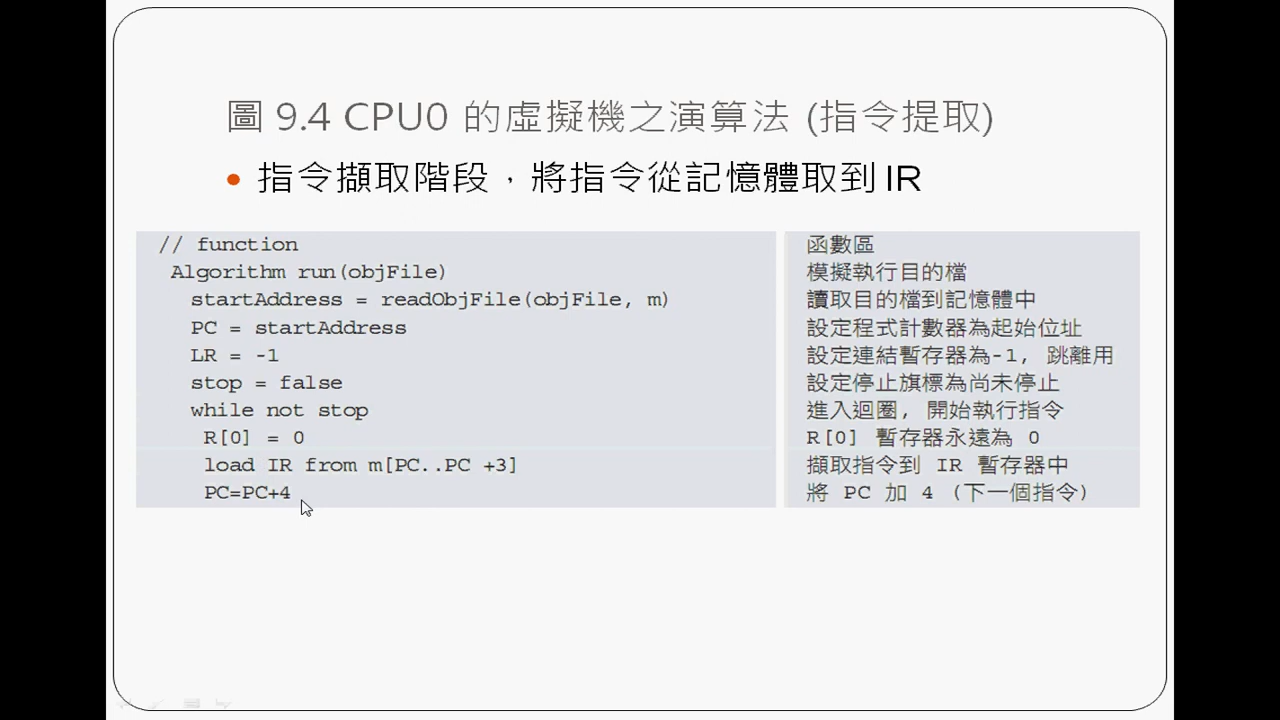 圖 9.4 CPU0 的虛擬機之演算法 (指令提取)
• 指令擷取階段，將指令從記憶體取到 IR
// function 函數區
Algorithm run(objFile) 模擬執行目的檔
startAddress = readObjFile(objFile, m) 讀取目的檔到記憶體中
PC = startAddress 設定程式計數器為起始位址
LR = -1 設定連結暫存器為-1, 跳離用
stop = false 設定停止旗標為尚未停止
while not stop 進入迴圈, 開始執行指令
R[0] = 0 R[0] 暫存器永遠為 0
load IR from m[PC..PC +3] 擷取指令到 IR 暫存器中
PC=PC+4 將 PC 加 4 (下一個指令)